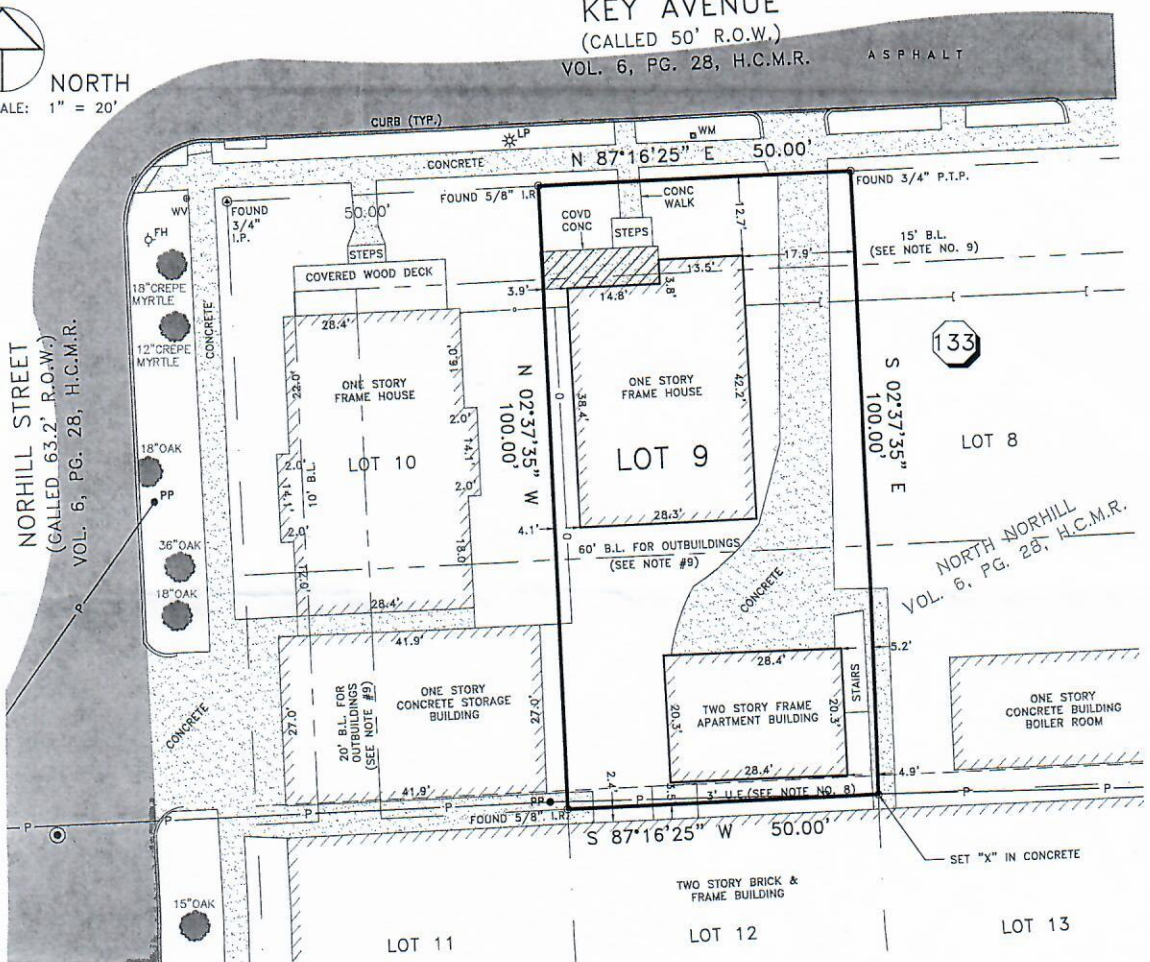 KEY AVENUE
(CALLED 50' R.O.W.)
VOL. 6, PG. 28, H.C.M.R.
ASPHALT
NORTH
ALE: 1" = 20'
CURB (TYP.)
LP
WM
CONCRETE
N 87°16'25" E 50.00'
FOUND 5/8" I.R.
FOUND 3/4" P.T.P.
WV
FH
FOUND
3/4"
I.P.
50.00'
COVD
CONC
CONC
WALK
STEPS
STEPS
12.7'
17.9'
15' B.L.
(SEE NOTE NO. 9)
COVERED WOOD DECK
13.5'
3.8'
3.9'
14.8'
18"CREPE
MYRTLE
12"CREPE
MYRTLE
CONCRETE
28.4'
22.0'
16.0'
ONE STORY
FRAME HOUSE
2.0'
14.1'
2.0'
LOT 10
2.0'
14.1'
2.0'
10' B.L.
18.0'
12.0'
28.4'
NORHILL STREET
(CALLED 63.2' R.O.W.)
VOL. 6, PG. 28, H.C.M.R.
18"OAK
PP
36"OAK
18"OAK
P
N 02°37'35" W
100.00'
ONE STORY
FRAME HOUSE
38.4'
42.2'
LOT 9
28.3'
4.1'
60' B.L. FOR OUTBUILDINGS
(SEE NOTE #9)
CONCRETE
133
S 02°37'35" E
100.00'
LOT 8
NORTH NORHILL
VOL. 6, PG. 28, H.C.M.R.
41.9'
ONE STORY
CONCRETE STORAGE
BUILDING
27.0'
27.0'
20' B.L. FOR
OUTBUILDINGS
(SEE NOTE #9)
41.9'
CONCRETE
28.4'
5.2'
TWO STORY FRAME
APARTMENT BUILDING
20.3'
20.3'
STAIRS
28.4'
ONE STORY
CONCRETE BUILDING
BOILER ROOM
2.4'
5.5'
4.9'
3' U.E.(SEE NOTE NO. 8)
P
P
P
PP
P
P
P
FOUND 5/8" I.R.
S 87°16'25" W 50.00'
SET "X" IN CONCRETE
TWO STORY BRICK &
FRAME BUILDING
15"OAK
LOT 11
LOT 12
LOT 13